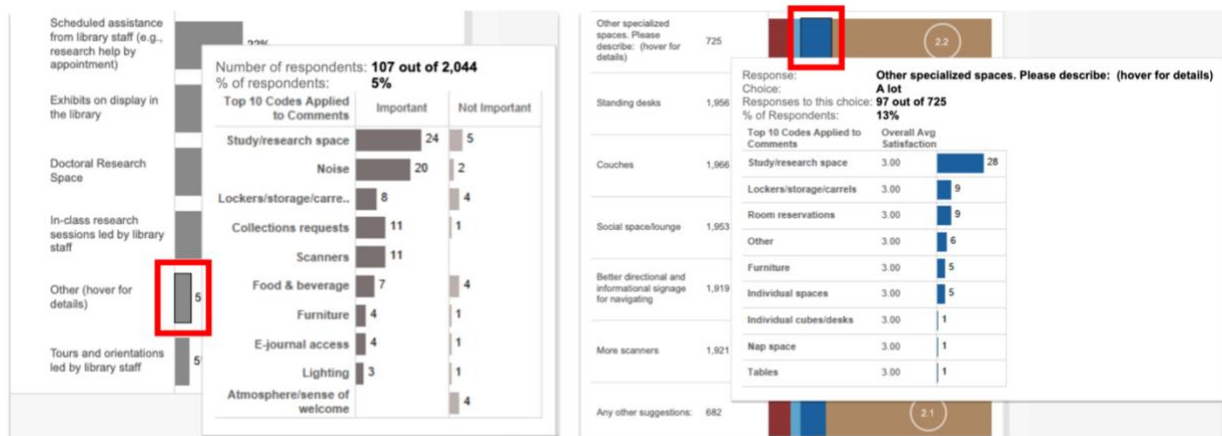 Scheduled assistance
from library staff (e.g.,
research help by
appointment)
22%
Exhibits on display in
the library
Doctoral Research
Space
In-class research
sessions led by library
staff
Other (hover for
details)
5
Tours and orientations
led by library staff
5
Number of respondents: 107 out of 2,044
% of respondents: 5%
Top 10 Codes Applied
to Comments
Important
Not Important
Study/research space 24 5
Noise 20 2
Lockers/storage/carre.. 8 4
Collections requests 11 1
Scanners 11
Food & beverage 7 4
Furniture 4 1
E-journal access 4 1
Lighting 3 1
Atmosphere/sense of
welcome 4
Other specialized
spaces. Please
describe: (hover for
details)
725
2.2
Standing desks 1,956
Couches 1,966
Social space/lounge 1,953
Better directional and
informational signage
for navigating
1,919
More scanners 1,921
Any other suggestions: 682
2.1
Response: Other specialized spaces. Please describe: (hover for details)
Choice: A lot
Responses to this choice: 97 out of 725
% of Respondents: 13%
Top 10 Codes Applied to
Comments
Overall Avg
Satisfaction
Study/research space 3.00 28
Lockers/storage/carrels 3.00 9
Room reservations 3.00 9
Other 3.00 6
Furniture 3.00 5
Individual spaces 3.00 5
Individual cubes/desks 3.00 1
Nap space 3.00 1
Tables 3.00 1